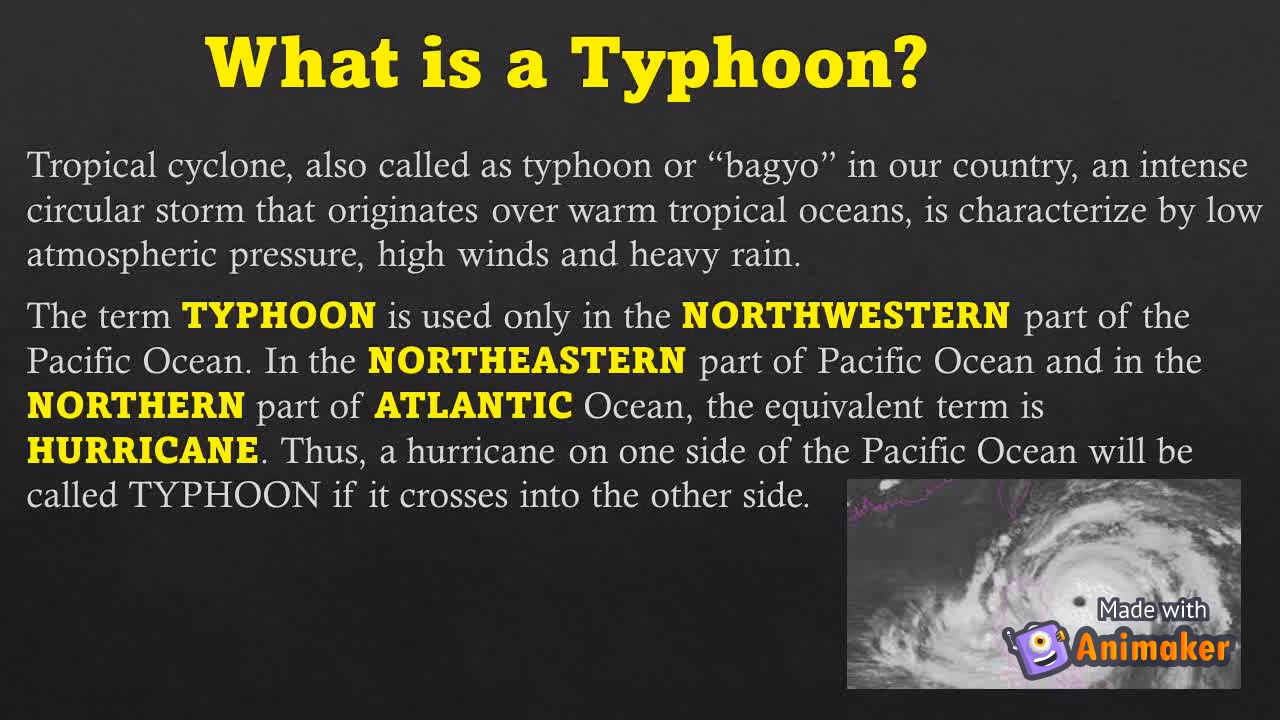 What is a Typhoon?
Tropical cyclone, also called as typhoon or “bagyo” in our country, an intense
circular storm that originates over warm tropical oceans, is characterize by low
atmospheric pressure, high winds and heavy rain.
The term TYPHOON is used only in the NORTHWESTERN part of the
Pacific Ocean. In the NORTHEASTERN part of Pacific Ocean and in the
NORTHERN part of ATLANTIC Ocean, the equivalent term is
HURRICANE. Thus, a hurricane on one side of the Pacific Ocean will be
called TYPHOON if it crosses into the other side.
Made with
Animaker